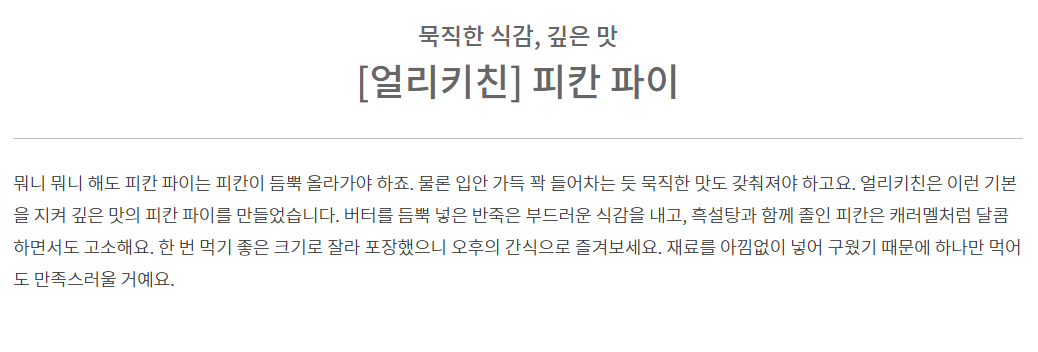 묵직한 식감, 깊은 맛
[얼리키친] 피칸 파이
뭐니 뭐니 해도 피칸 파이는 피칸이 듬뿍 올라가야 하죠. 물론 입안 가득 꽉 들어차는 듯 묵직한 맛도 갖춰져야 하고요. 얼리키친은 이런 기본
을 지켜 깊은 맛의 피칸 파이를 만들었습니다. 버터를 듬뿍 넣은 반죽은 부드러운 식감을 내고, 흑설탕과 함께 졸인 피칸은 캐러멜처럼 달콤
하면서도 고소해요. 한 번 먹기 좋은 크기로 잘라 포장했으니 오후의 간식으로 즐겨보세요. 재료를 아낌없이 넣어 구웠기 때문에 하나만 먹어
도 만족스러울 거예요.